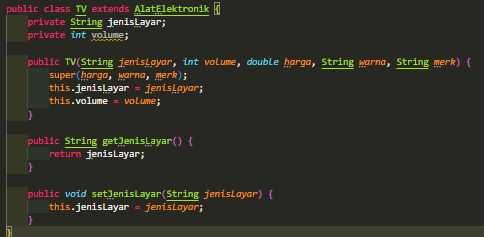 public class TV extends AlatElektronik {
    private String jenisLayar;
    private int volume;

    public TV(String jenisLayar, int volume, double harga, String warna, String merk) {
        super(harga, warna, merk);
        this.jenisLayar = jenisLayar;
        this.volume = volume;
    }

    public String getJenisLayar() {
        return jenisLayar;
    }

    public void setJenisLayar(String jenisLayar) {
        this.jenisLayar = jenisLayar;
    }
}